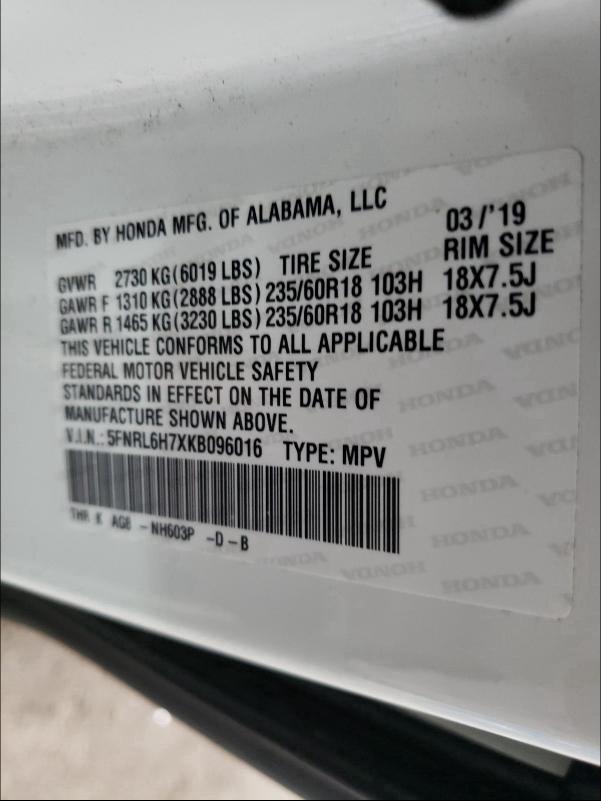 MFD. BY HONDA MFG. OF ALABAMA, LLC 03/'19
GVWR 2730 KG(6019 LBS) TIRE SIZE RIM SIZE
GAWR F 1310 KG(2888 LBS) 235/60R18 103H 18X7.5J
GAWR R 1465 KG(3230 LBS) 235/60R18 103H 18X7.5J
THIS VEHICLE CONFORMS TO ALL APPLICABLE
FEDERAL MOTOR VEHICLE SAFETY
STANDARDS IN EFFECT ON THE DATE OF
MANUFACTURE SHOWN ABOVE.
V.I.N.: 5FNRL6H7XKB096016 TYPE: MPV
THR K AG8 - NH603P - D - B